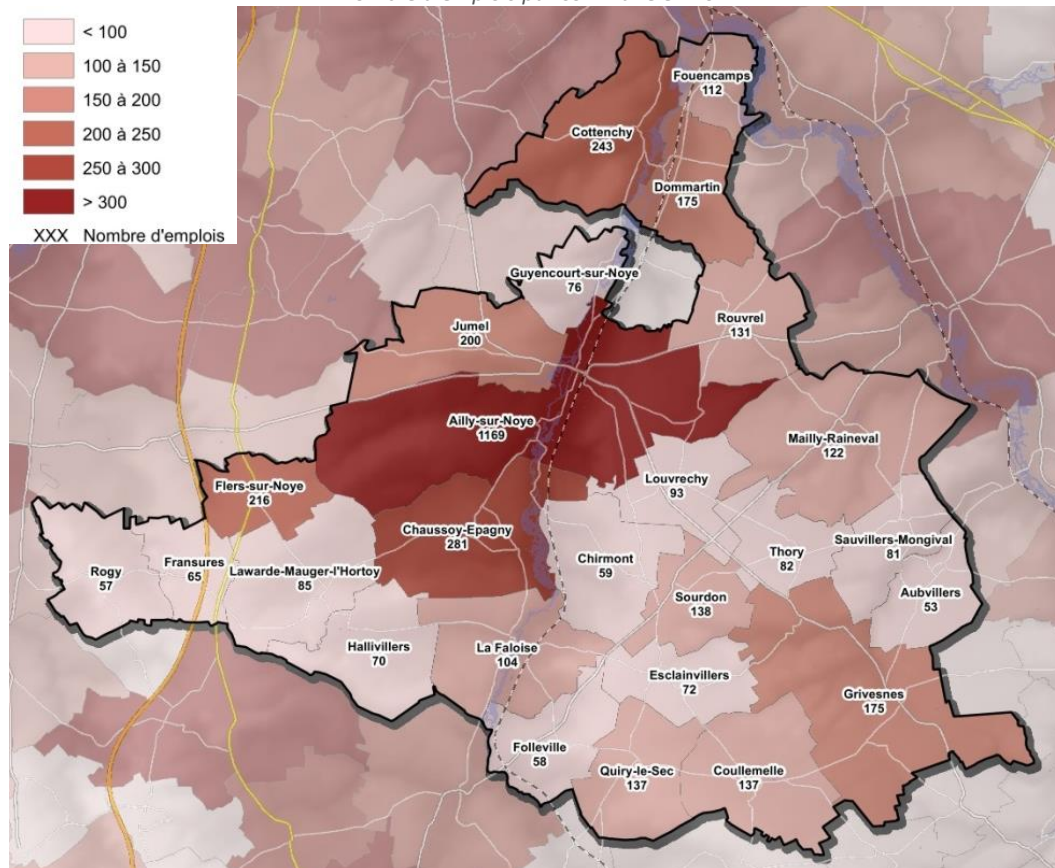 < 100
100 à 150
150 à 200
200 à 250
250 à 300
> 300
XXX Nombre d'emplois
Fouencamps
112
Cottenchy
243
Dommartin
175
Guyencourt-sur-Noye
76
Jumel
200
Rouvrel
131
Ailly-sur-Noye
1169
Mailly-Raineval
122
Louvrechy
93
Flers-sur-Noye
216
Chaussoy-Epagny
281
Chirmont
59
Thory
82
Sauvillers-Mongival
81
Fransures
65
Rogy
57
Lawarde-Mauger-l'Hortoy
85
Aubvillers
53
Sourdon
138
Hallivillers
70
La Faloise
104
Esclainvillers
72
Grivesnes
175
Folleville
58
Quiry-le-Sec
137
Coullemelle
137